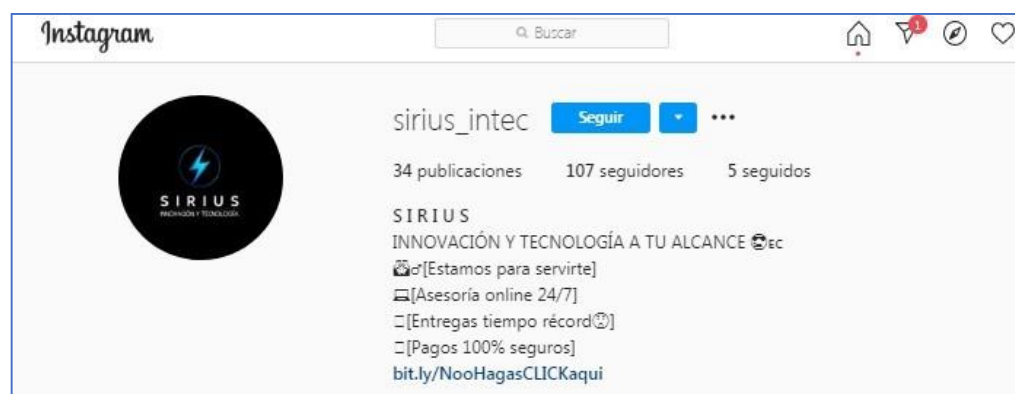 Instagram
Buscar
1
sirius_intec Seguir
34 publicaciones 107 seguidores 5 seguidos
SIRIUS
INNOVACIÓN Y TECNOLOGÍA
S I R I U S
INNOVACIÓN Y TECNOLOGÍA A TU ALCANCE EC
[Estamos para servirte]
[Asesoría online 24/7]
[Entregas tiempo récord]
[Pagos 100% seguros]
bit.ly/NooHagasCLICKaqui